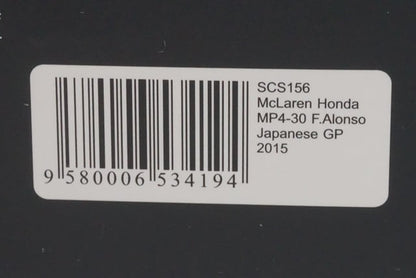 SCS156
McLaren Honda
MP4-30 F.Alonso
Japanese GP
2015
9 580006 534194